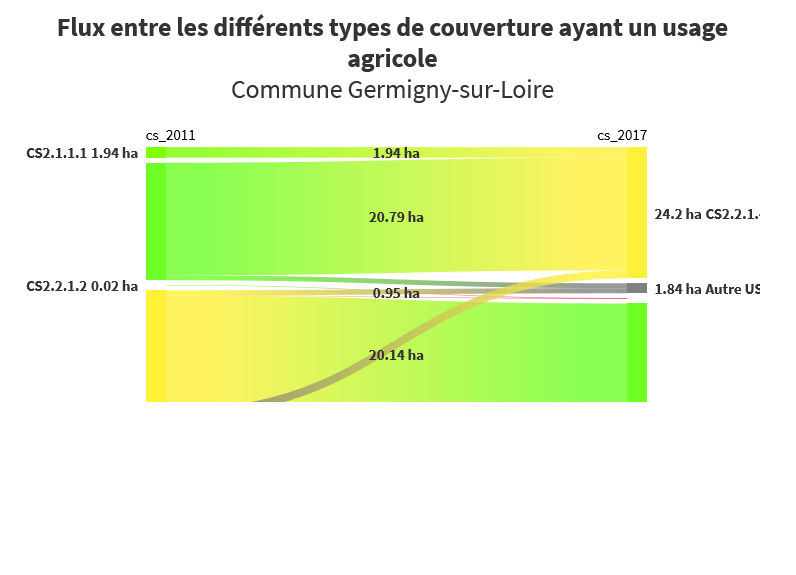 Flux entre les différents types de couverture ayant un usage
agricole
Commune Germigny-sur-Loire
cs_2011
cs_2017
CS2.1.1.1 1.94 ha
1.94 ha
20.79 ha
24.2 ha CS2.2.1.
CS2.2.1.2 0.02 ha
0.95 ha
1.84 ha Autre US
20.14 ha